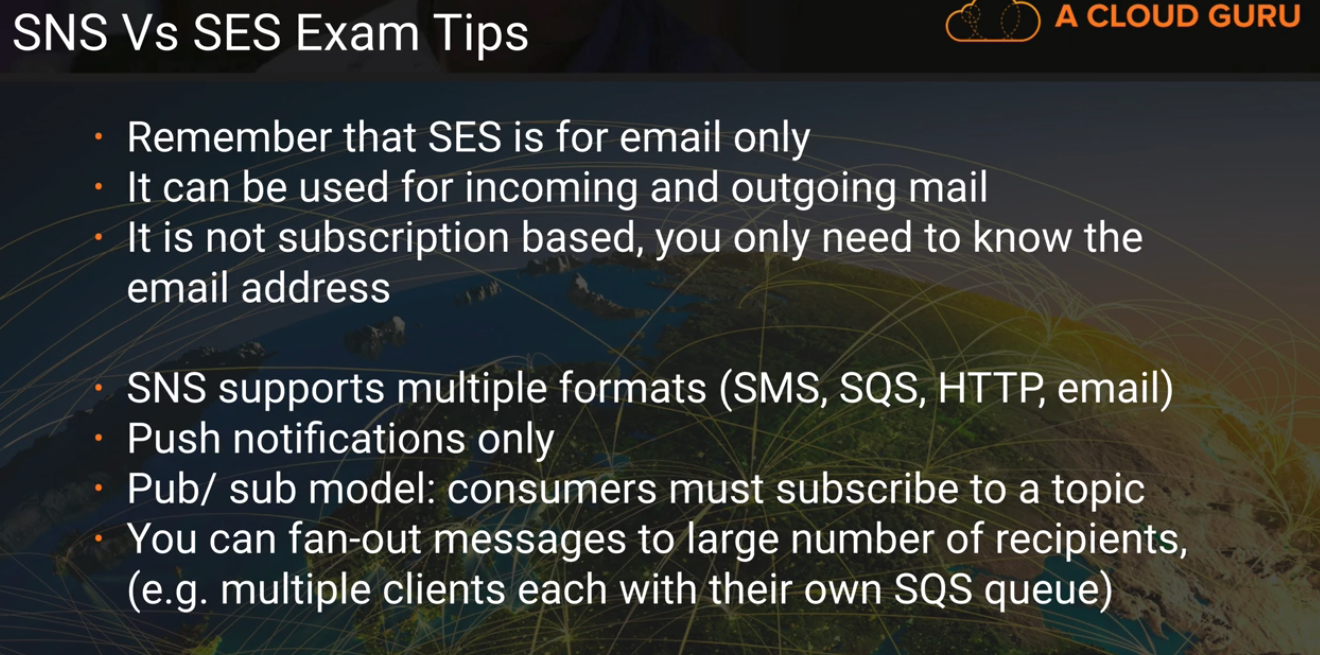 SNS Vs SES Exam Tips
A CLOUD GURU
• Remember that SES is for email only
• It can be used for incoming and outgoing mail
• It is not subscription based, you only need to know the
email address
• SNS supports multiple formats (SMS, SQS, HTTP, email)
• Push notifications only
• Pub/ sub model: consumers must subscribe to a topic
• You can fan-out messages to large number of recipients,
(e.g. multiple clients each with their own SQS queue)